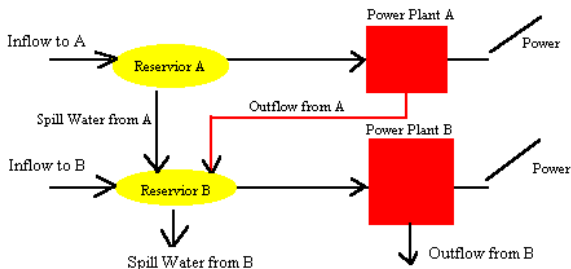 Power Plant A
Inflow to A
Power
Reservior A
Outflow from A
Spill Water from A
Power Plant B
Inflow to B
Power
Reservior B
Outflow from B
Spill Water from B